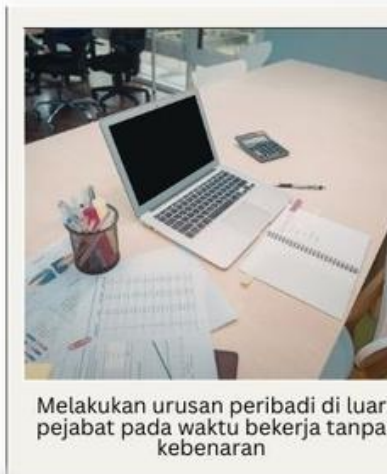 Melakukan urusan peribadi di luar
pejabat pada waktu bekerja tanpa
kebenaran